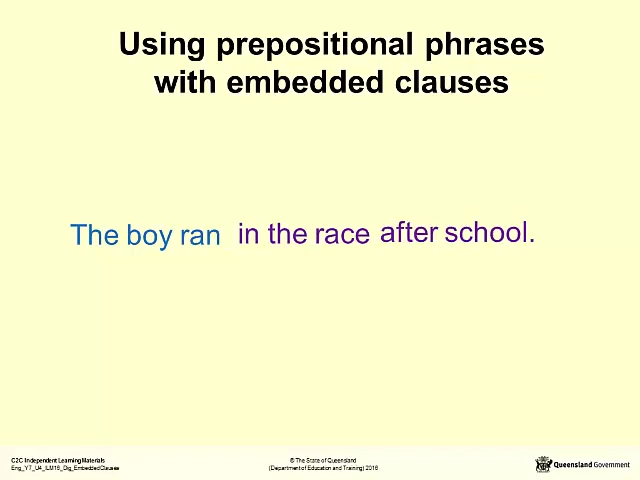 Using prepositional phrases
with embedded clauses
The boy ran in the race after school.
C2C Independent Learning Materials
Eng_Y7_U4_ILM16_Dig_EmbeddedClauses
© The State of Queensland
(Department of Education and Training) 2016
Queensland Government